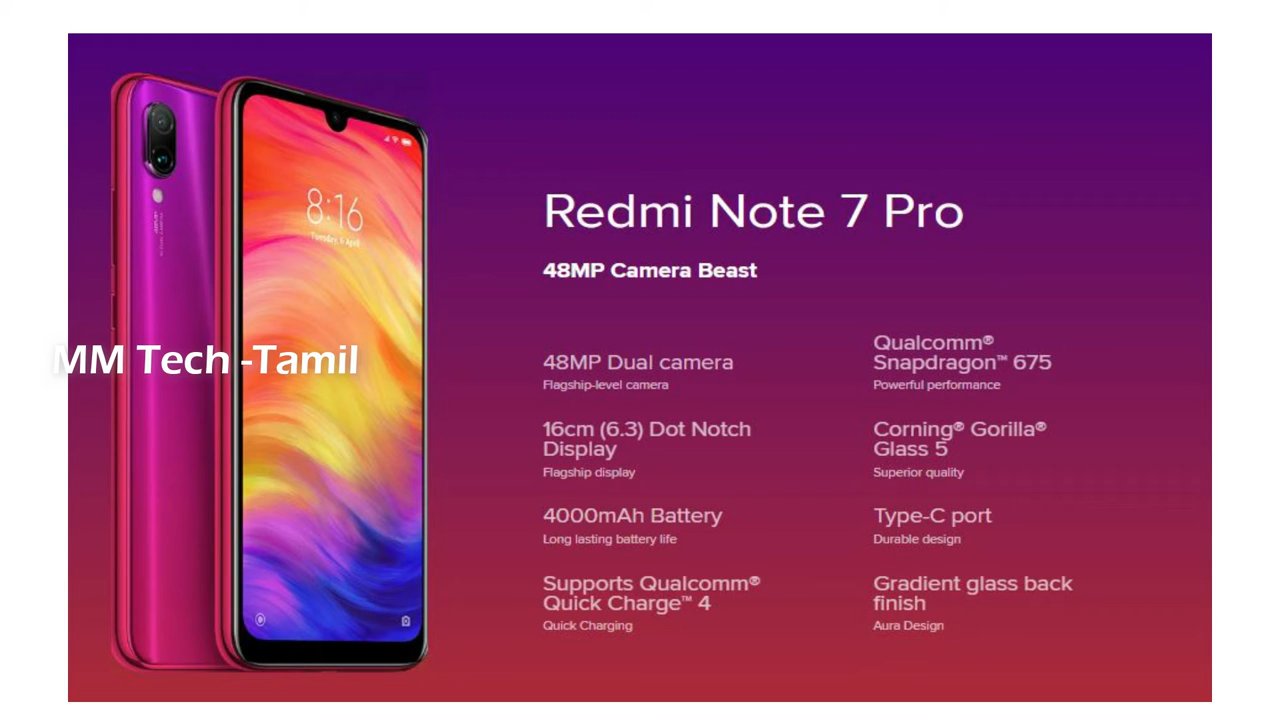 8:16
Tuesday, 5 April
MM Tech -Tamil
Redmi Note 7 Pro
48MP Camera Beast
48MP Dual camera
Flagship-level camera
16cm (6.3) Dot Notch
Display
Flagship display
4000mAh Battery
Long lasting battery life
Supports Qualcomm®
Quick Charge™ 4
Quick Charging
Qualcomm®
Snapdragon™ 675
Powerful performance
Corning® Gorilla®
Glass 5
Superior quality
Type-C port
Durable design
Gradient glass back
finish
Aura Design